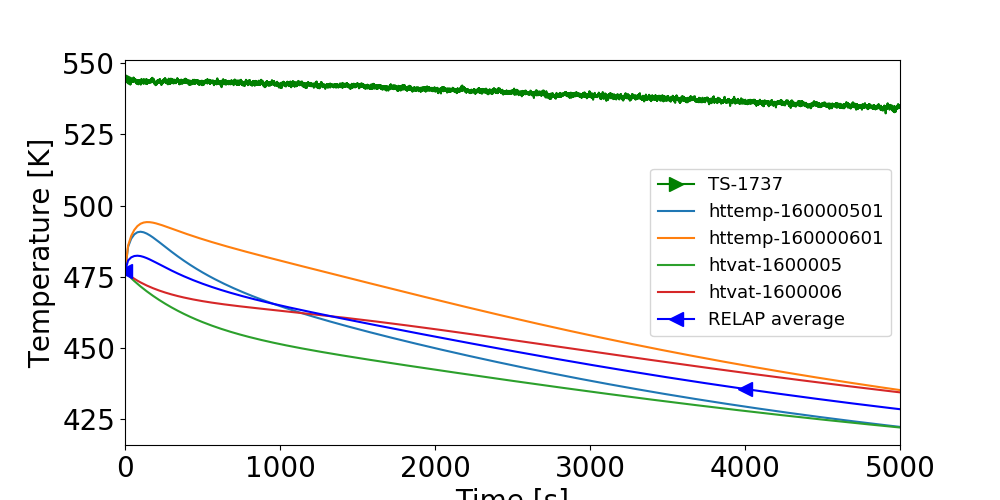 550
525
500
475
450
425
Temperature [K]
TS-1737
httemp-160000501
httemp-160000601
htvat-1600005
htvat-1600006
RELAP average
0 1000 2000 3000 4000 5000
Time [s]